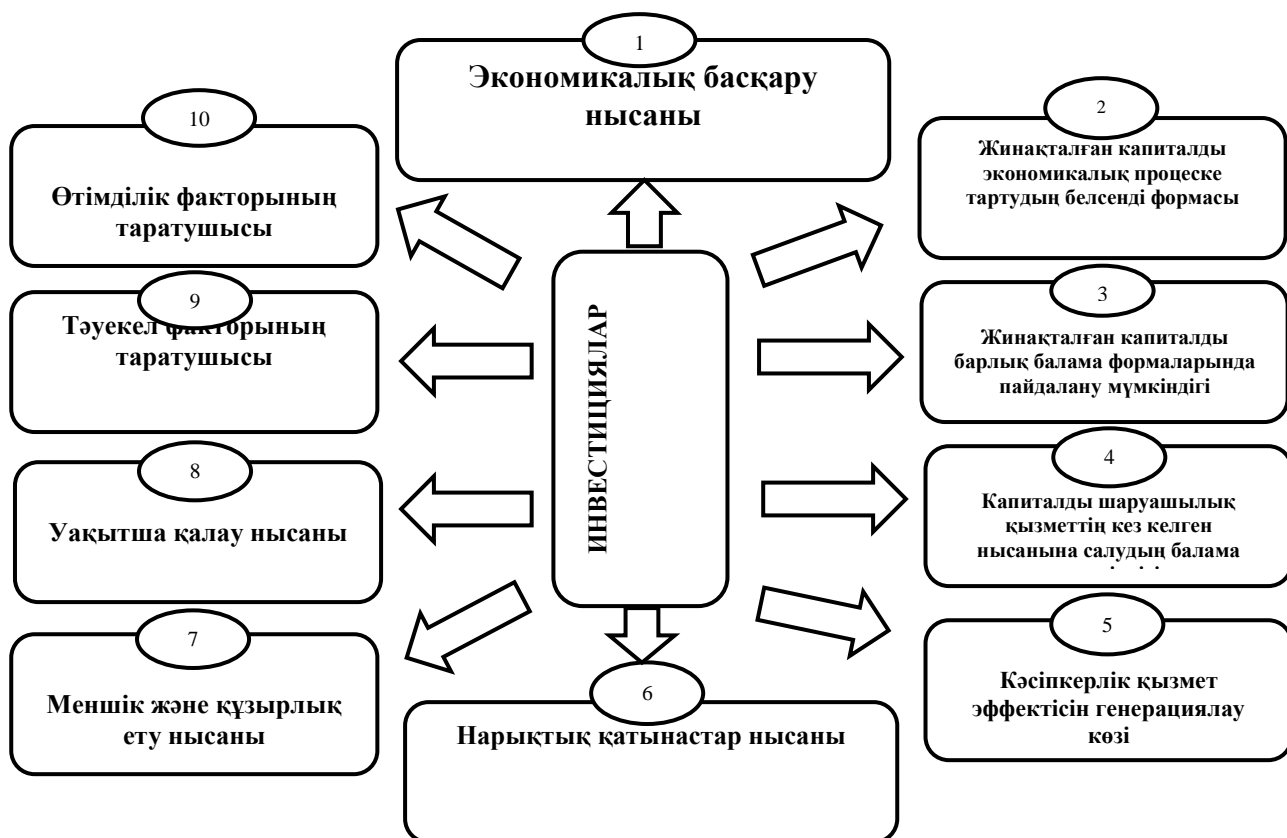 1
Экономикалық басқару
нысаны
2
Жинақталған капиталды
экономикалық процеске
тартудың белсенді формасы
3
Жинақталған капиталды
барлық балама формаларында
пайдалану мүмкіндігі
4
Капиталды шаруашылық
қызметтің кез келген
нысанына салудың балама
5
Кәсіпкерлік қызмет
эффектісін генерациялау
көзі
6
Нарықтық қатынастар нысаны
7
Меншік және құзырлық
ету нысаны
8
Уақытша қалау нысаны
9
Тәуекел факторының
таратушысы
10
Өтімділік факторының
таратушысы
ИНВЕСТИЦИЯЛАР